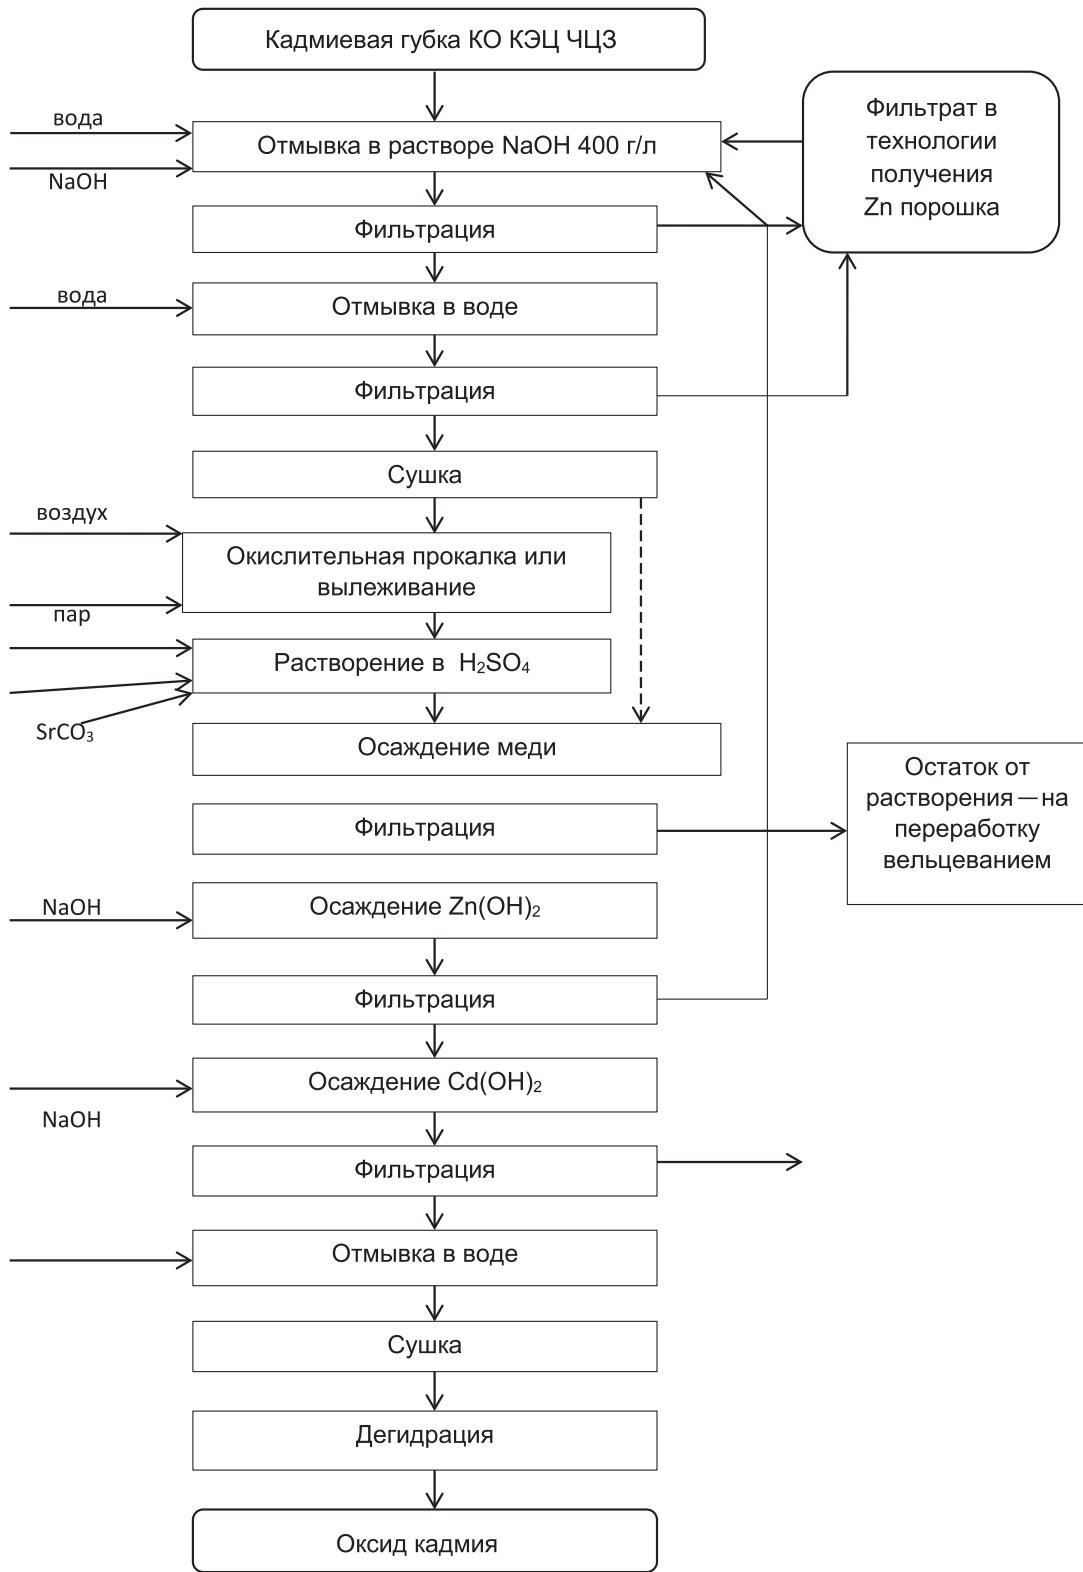 Кадмиевая губка КО КЭЦ ЧЦЗ
вода
NaOH
Отмывка в растворе NaOH 400 г/л
Фильтрат в
технологии
получения
Zn порошка
Фильтрация
вода
Отмывка в воде
Фильтрация
Сушка
воздух
Окислительная прокалка или
вылеживание
пар
Растворение в H₂SO₄
SrCO₃
Осаждение меди
Остаток от
растворения — на
переработку
вельцеванием
Фильтрация
NaOH
Осаждение Zn(OH)₂
Фильтрация
Осаждение Cd(OH)₂
NaOH
Фильтрация
Отмывка в воде
Сушка
Дегидрация
Оксид кадмия